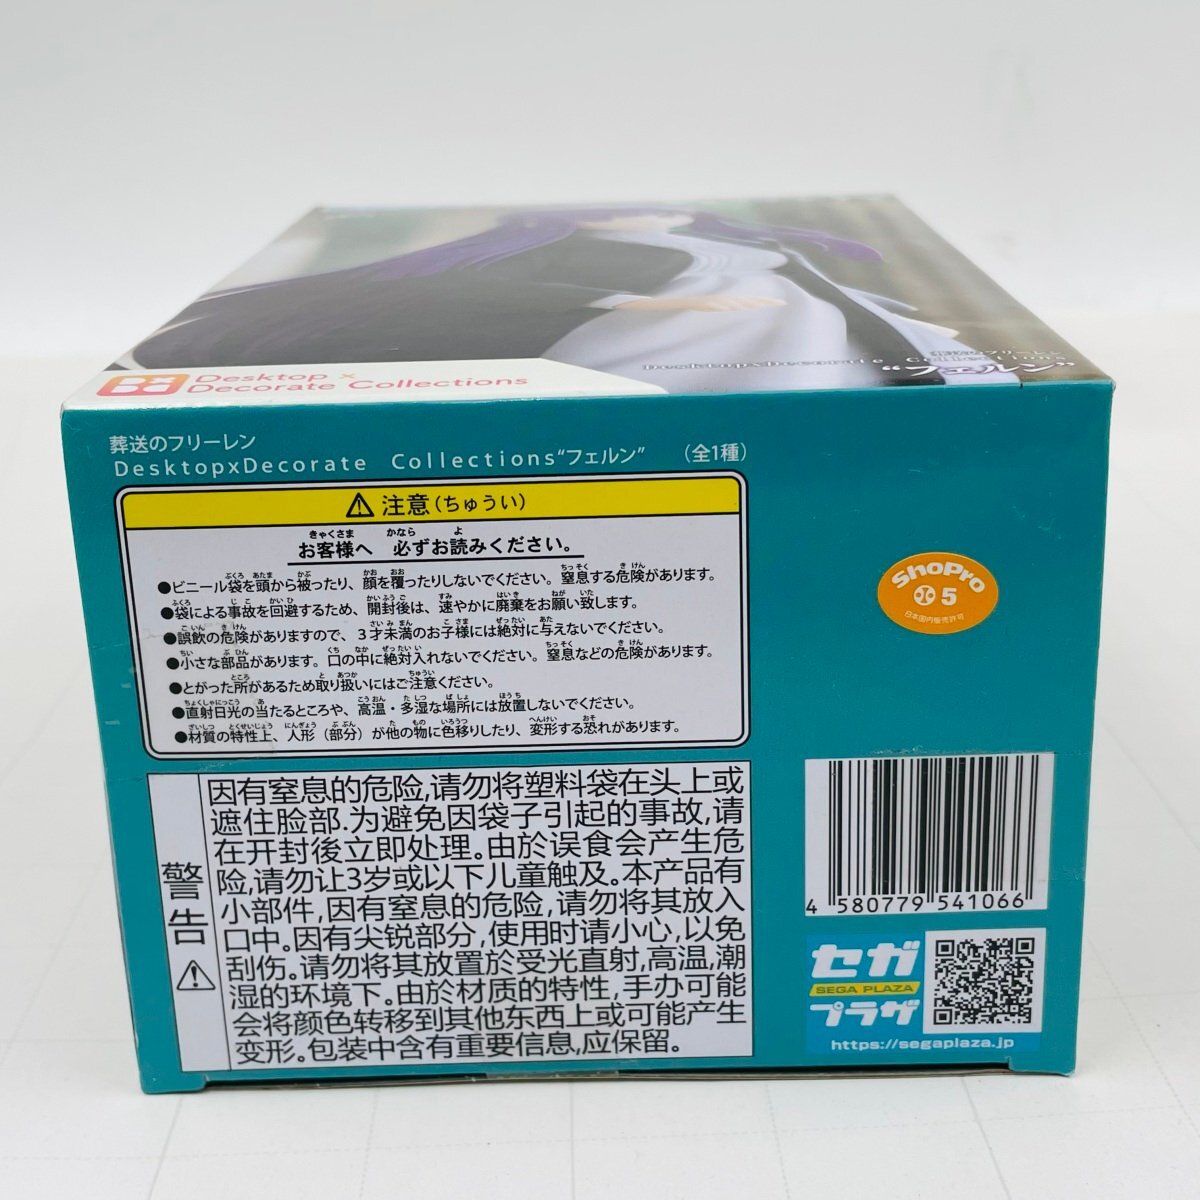 Desktop ×
Decorate Collections
葬送のフリーレン
DesktopxDecorate Collections
“フェルン”
葬送のフリーレン
DesktopxDecorate Collections“フェルン” （全1種）
⚠ 注意（ちゅうい）
お客様へ 必ずお読みください。
●ビニール袋を頭から被ったり、顔を覆ったりしないでください。窒息する危険があります。
●袋による事故を回避するため、開封後は、速やかに廃棄をお願い致します。
●誤飲の危険がありますので、３才未満のお子様には絶対に与えないでください。
●小さな部品があります。口の中に絶対入れないでください。窒息などの危険があります。
●とがった所があるため取り扱いにはご注意ください。
●直射日光の当たるところや、高温・多湿な場所には放置しないでください。
●材質の特性上、人形（部分）が他の物に色移りしたり、変形する恐れがあります。
警告⚠
因有窒息的危险,请勿将塑料袋在头上或
遮住脸部.为避免因袋子引起的事故,请
在开封後立即处理。由於误食会产生危
险,请勿让3岁或以下儿童触及。本产品有
小部件,因有窒息的危险,请勿将其放入
口中。因有尖锐部分,使用时请小心,以免
刮伤。请勿将其放置於受光直射,高温,潮
湿的环境下。由於材质的特性,手办可能
会将颜色转移到其他东西上或可能产生
变形。包装中含有重要信息,应保留。
ShoPro
5
日本国内販売許可
4 580779 541066
セガ
SEGA PLAZA
プラザ
https://segaplaza.jp